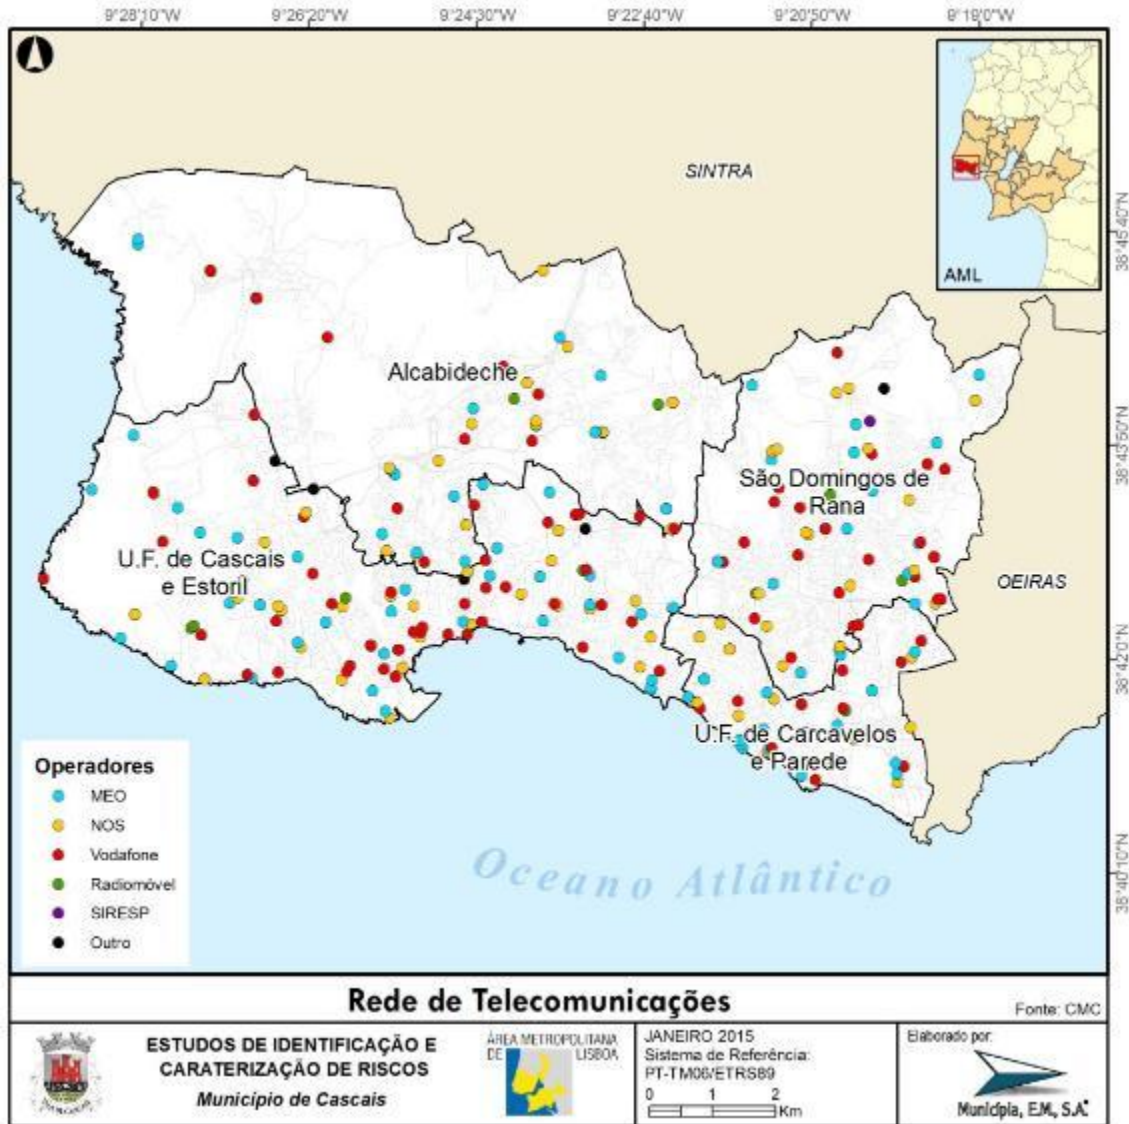 9°28'10"W
9°26'20"W
9°24'30"W
9°22'40"W
9°20'50"W
9°19'0"W
SINTRA
AML
38°45'40"N
Alcabideche
38°43'50"N
São Domingos de
Rana
U.F. de Cascais
e Estoril
OEIRAS
38°42'0"N
U.F. de Carcavelos
e Parede
Operadores
MEO
NOS
Vodafone
Radiomóvel
SIRESP
Outro
Oceano Atlântico
38°40'10"N
Rede de Telecomunicações
Fonte: CMC
ESTUDOS DE IDENTIFICAÇÃO E
CARATERIZAÇÃO DE RISCOS
Município de Cascais
ÁREA METROPOLITANA
DE LISBOA
JANEIRO 2015
Sistema de Referência:
PT-TM06/ETRS89
0 1 2
Km
Elaborado por:
Municípia, E.M., S.A.